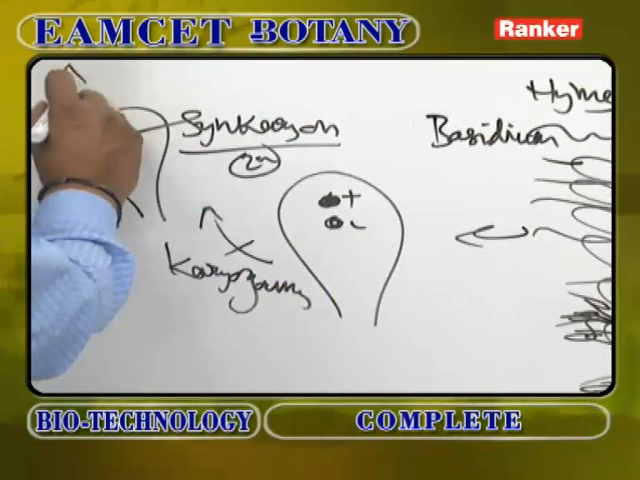 EAMCET BOTANY
Ranker
Hyme
Synkaryon
Basidium
2n
+
-
Karyogamy
BIO-TECHNOLOGY
COMPLETE